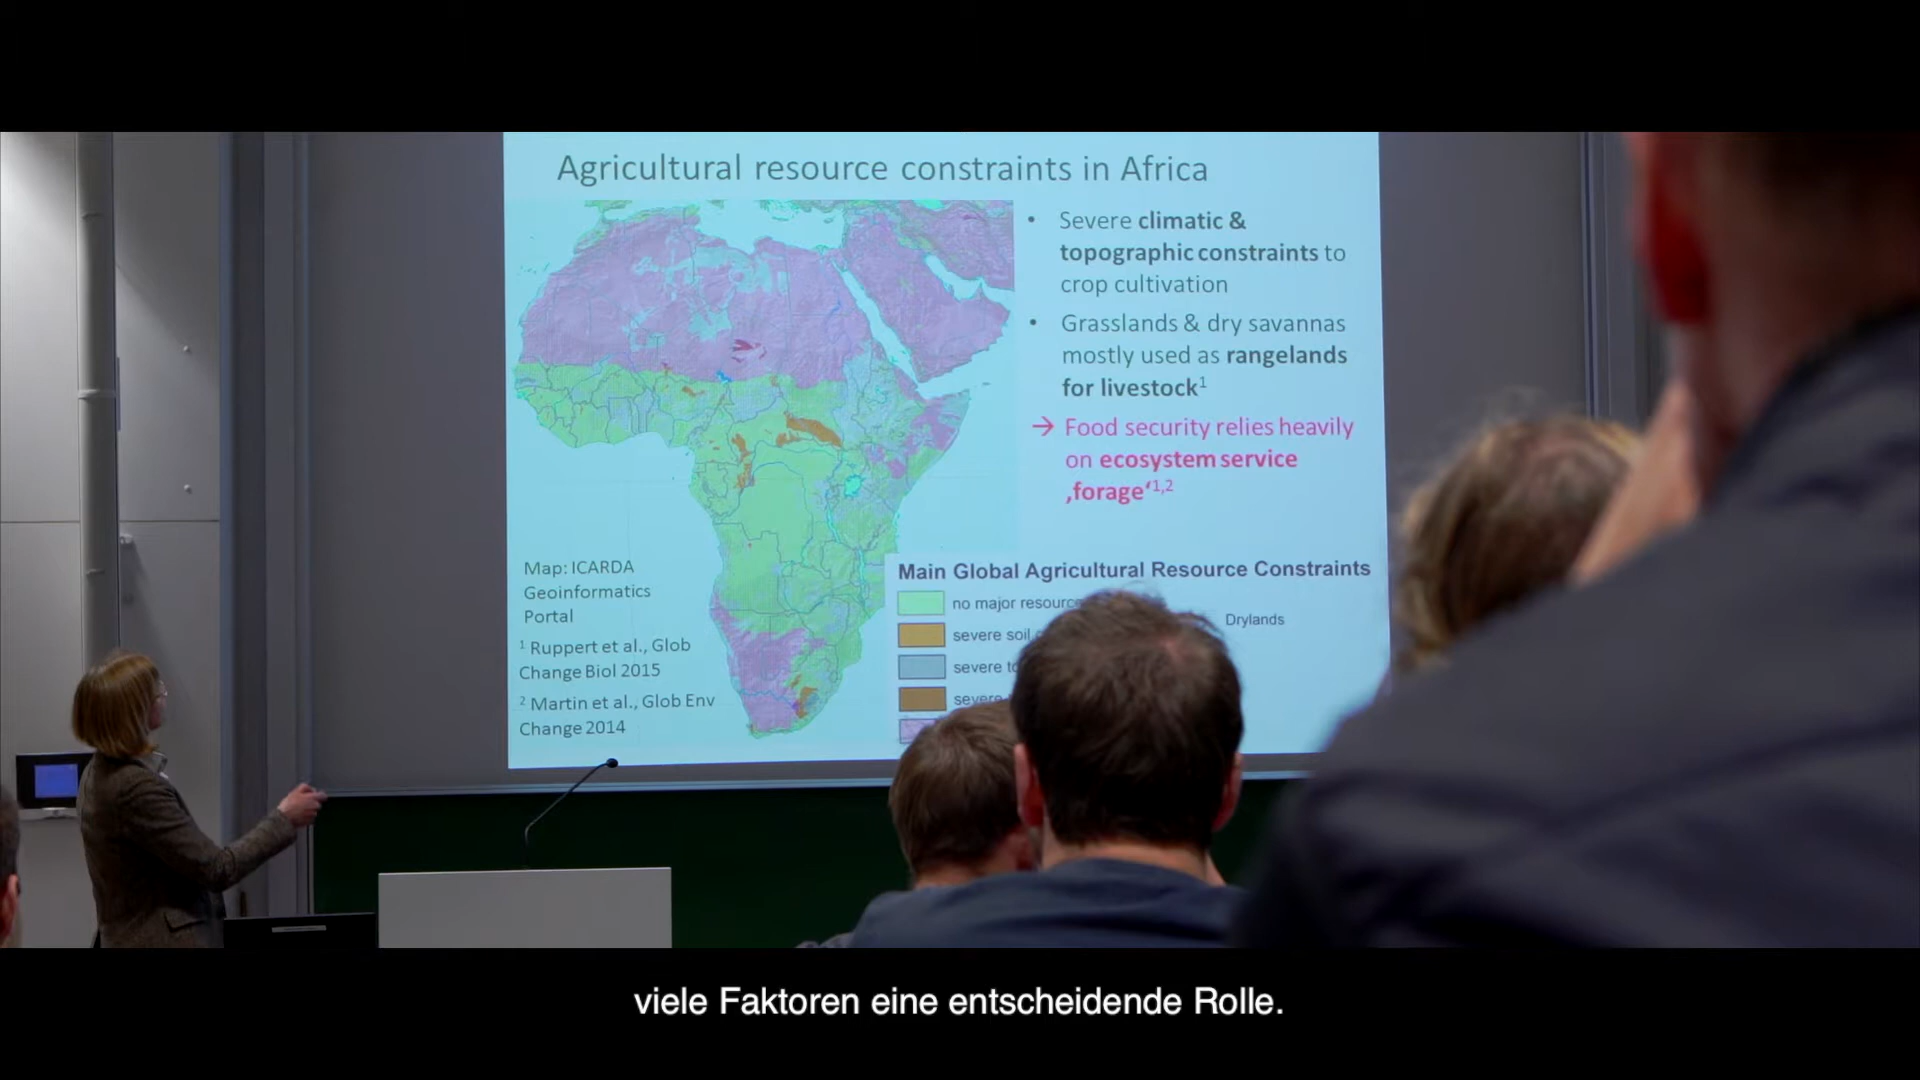 Agricultural resource constraints in Africa
• Severe climatic &
topographic constraints to
crop cultivation
• Grasslands & dry savannas
mostly used as rangelands
for livestock¹
→ Food security relies heavily
on ecosystem service
‚forage‘¹,²
Map: ICARDA
Geoinformatics
Portal
¹ Ruppert et al., Glob
Change Biol 2015
² Martin et al., Glob Env
Change 2014
Main Global Agricultural Resource Constraints
no major resource
severe soil
severe
severe
Drylands
viele Faktoren eine entscheidende Rolle.